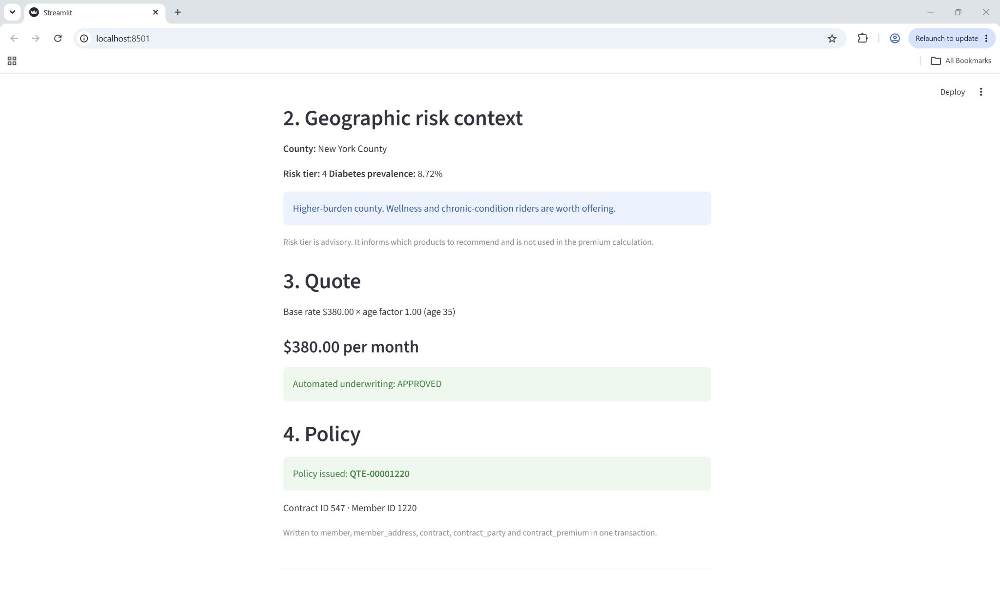 Streamlit
localhost:8501
Relaunch to update
All Bookmarks
Deploy
2. Geographic risk context
County: New York County
Risk tier: 4 Diabetes prevalence: 8.72%
Higher-burden county. Wellness and chronic-condition riders are worth offering.
Risk tier is advisory. It informs which products to recommend and is not used in the premium calculation.
3. Quote
Base rate $380.00 × age factor 1.00 (age 35)
$380.00 per month
Automated underwriting: APPROVED
4. Policy
Policy issued: QTE-00001220
Contract ID 547 · Member ID 1220
Written to member, member_address, contract, contract_party and contract_premium in one transaction.